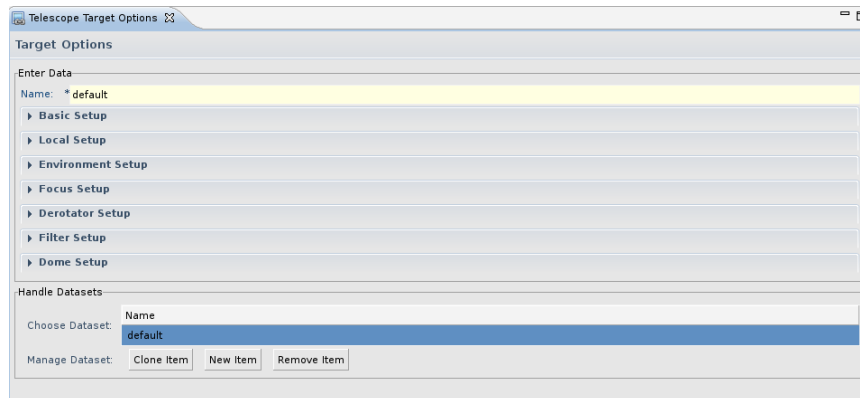 Telescope Target Options
Target Options
Enter Data
Name: * default
Basic Setup
Local Setup
Environment Setup
Focus Setup
Derotator Setup
Filter Setup
Dome Setup
Handle Datasets
Name
Choose Dataset:
default
Manage Dataset: Clone Item New Item Remove Item